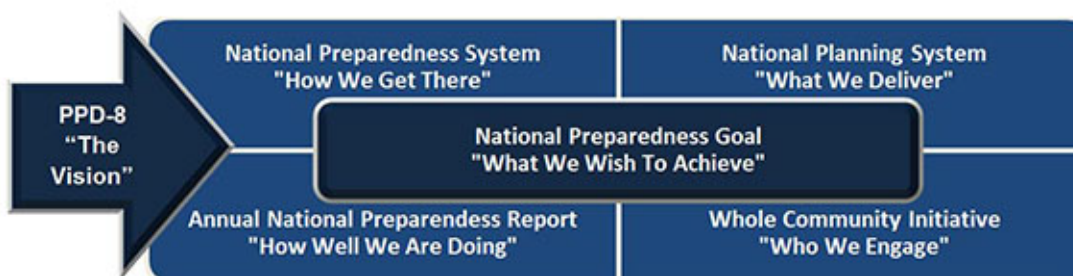 PPD-8
“The
Vision”
National Preparedness System
"How We Get There"
National Planning System
"What We Deliver"
National Preparedness Goal
"What We Wish To Achieve"
Annual National Preparendess Report
"How Well We Are Doing"
Whole Community Initiative
"Who We Engage"